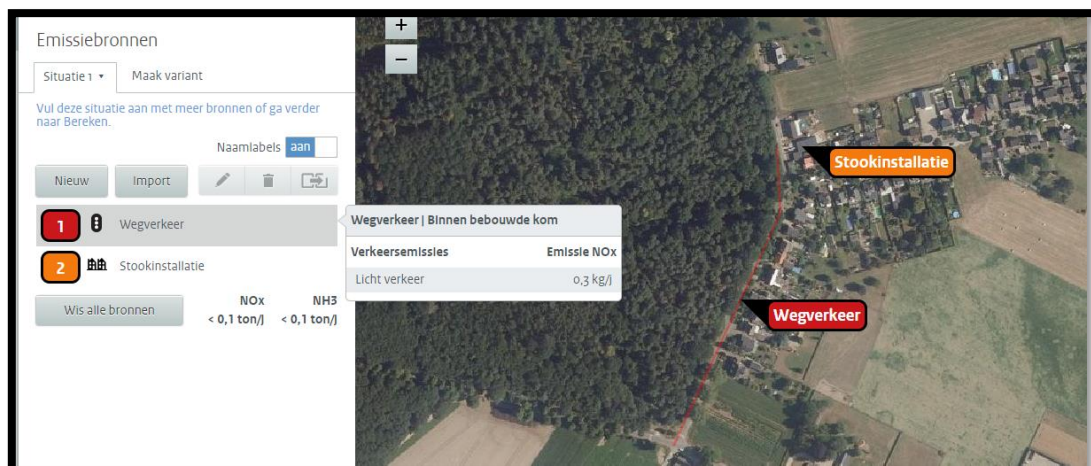 Emissiebronnen
Situatie 1
Maak variant
Vul deze situatie aan met meer bronnen of ga verder
naar Bereken.
Naamlabels aan
Nieuw
Import
1 Wegverkeer
2 Stookinstallatie
Wis alle bronnen
NOx NH3
< 0,1 ton/j < 0,1 ton/j
Wegverkeer | Binnen bebouwde kom
Verkeersemissies Emissie NOx
Licht verkeer 0,3 kg/j
+
−
Stookinstallatie
Wegverkeer